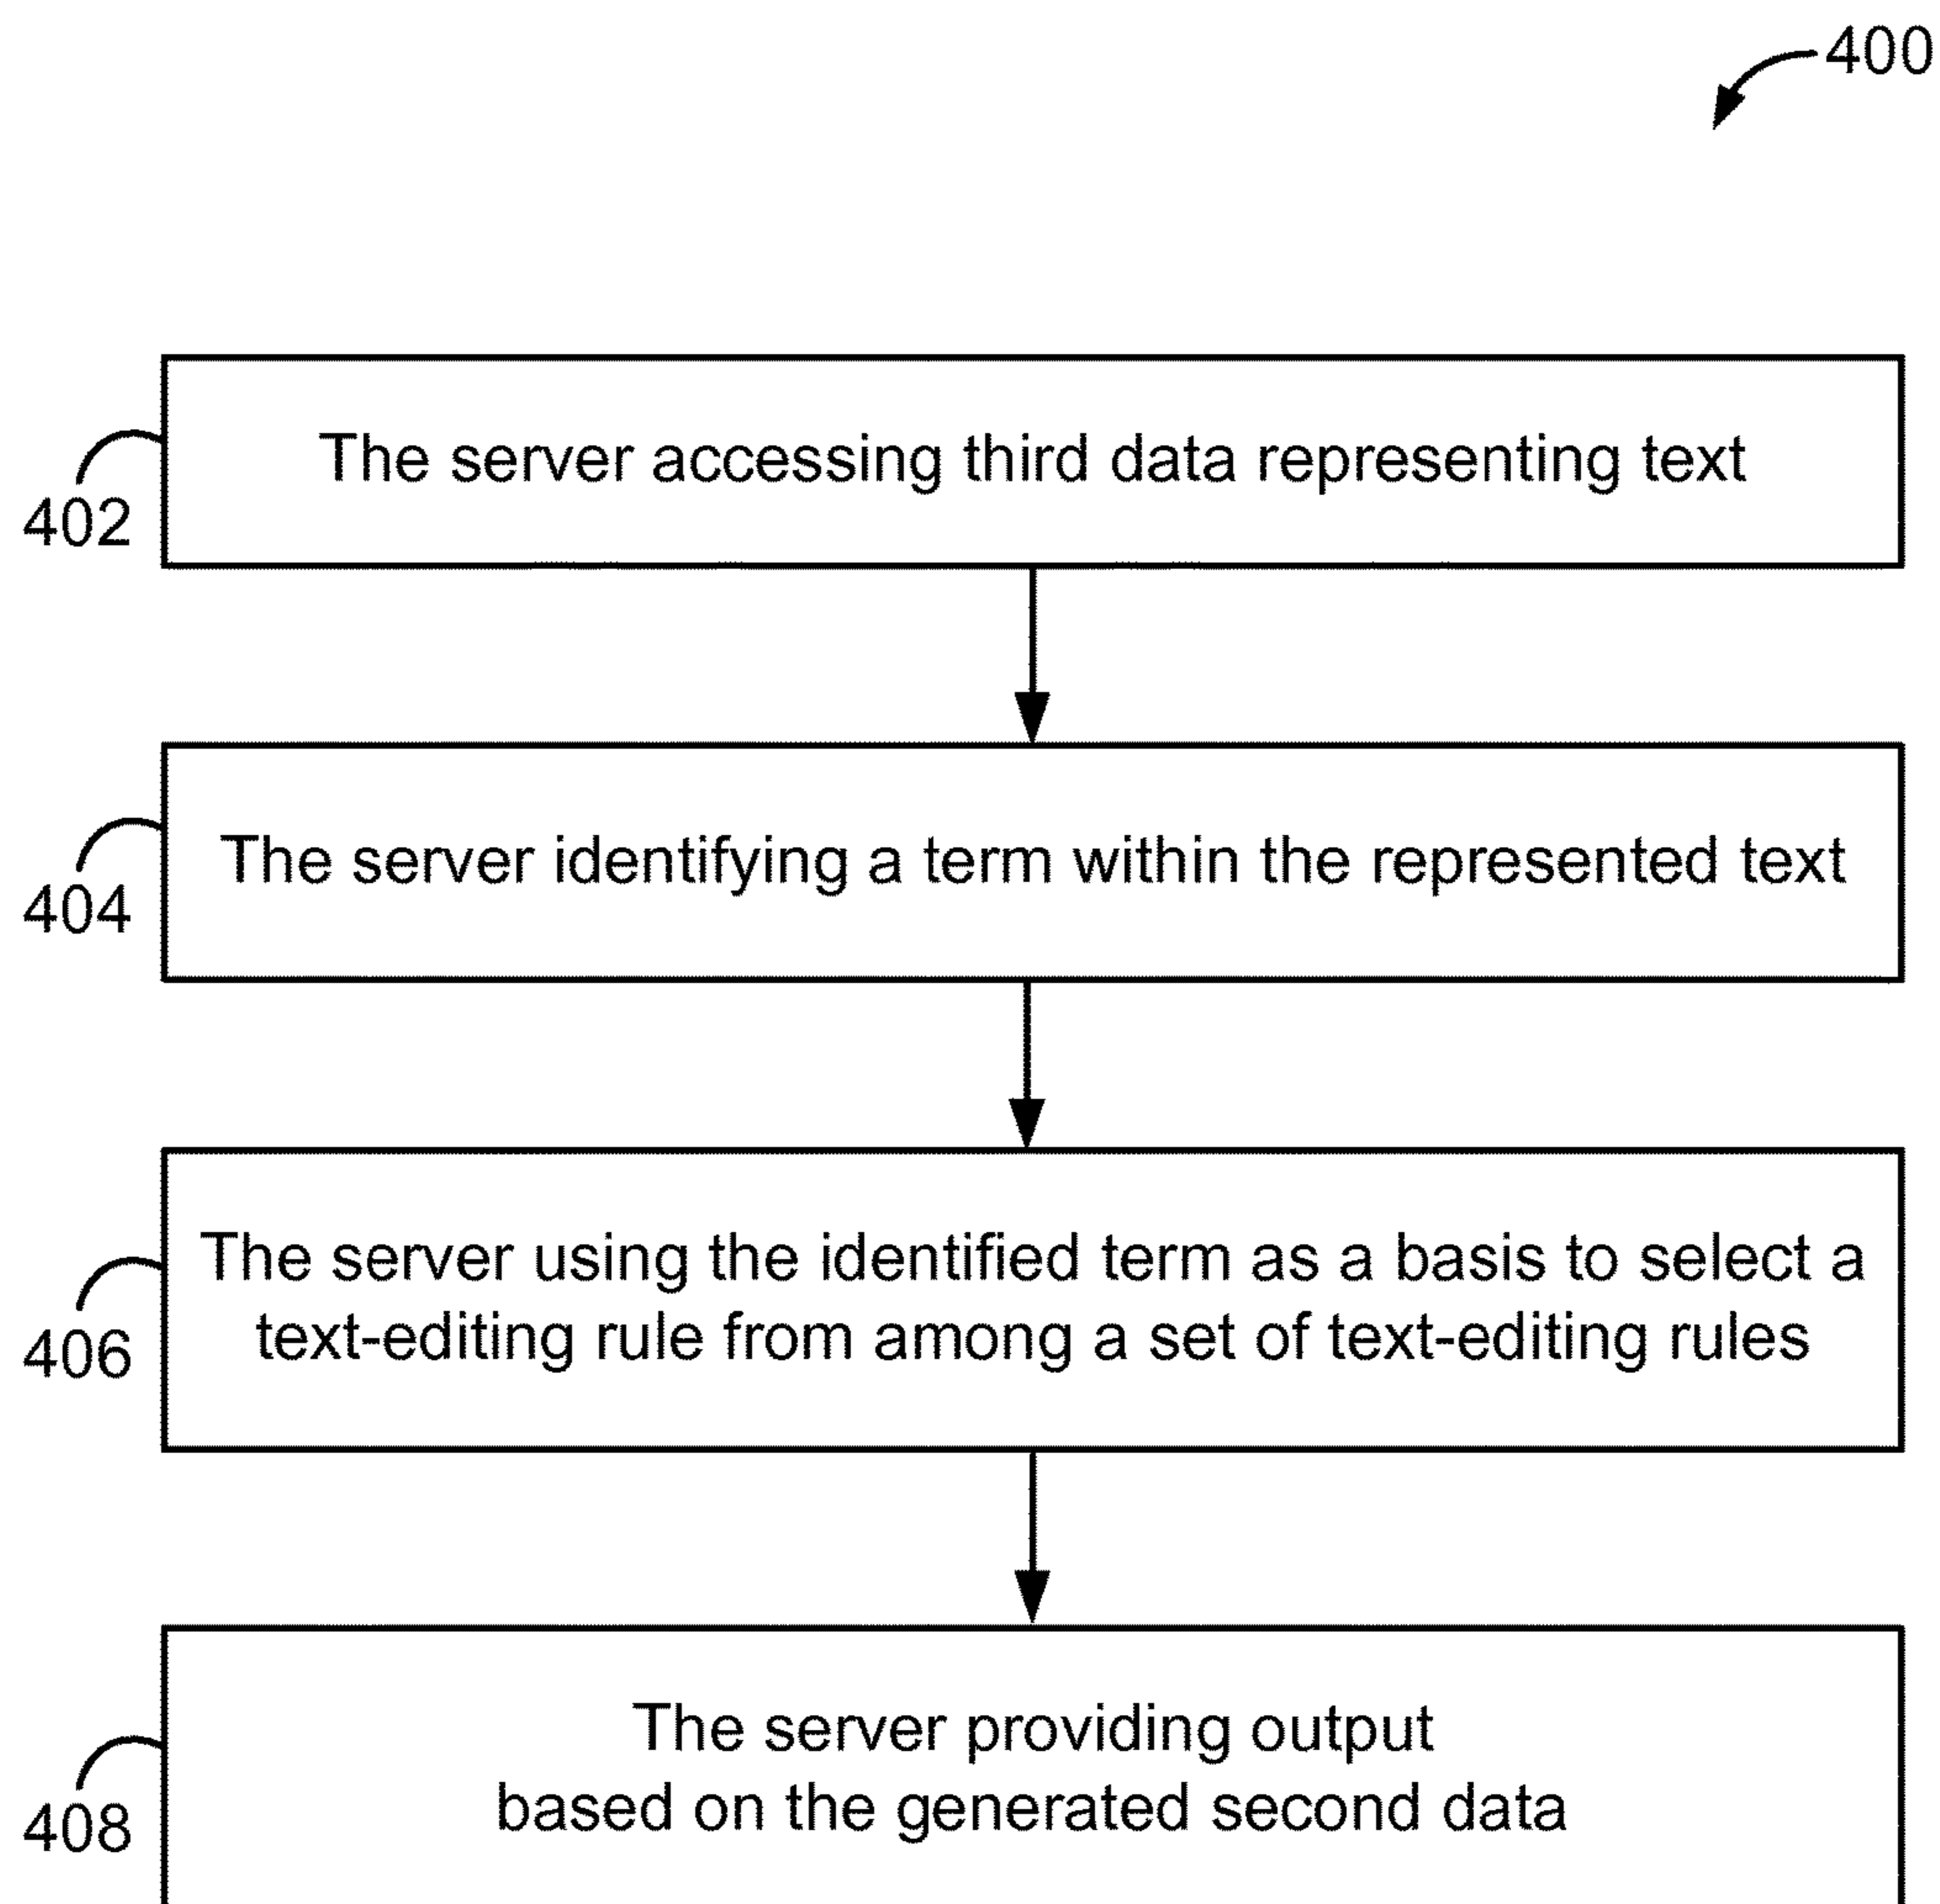 400
The server accessing third data representing text
402
The server identifying a term within the represented text
404
The server using the identified term as a basis to select a
text-editing rule from among a set of text-editing rules
406
The server providing output
based on the generated second data
408